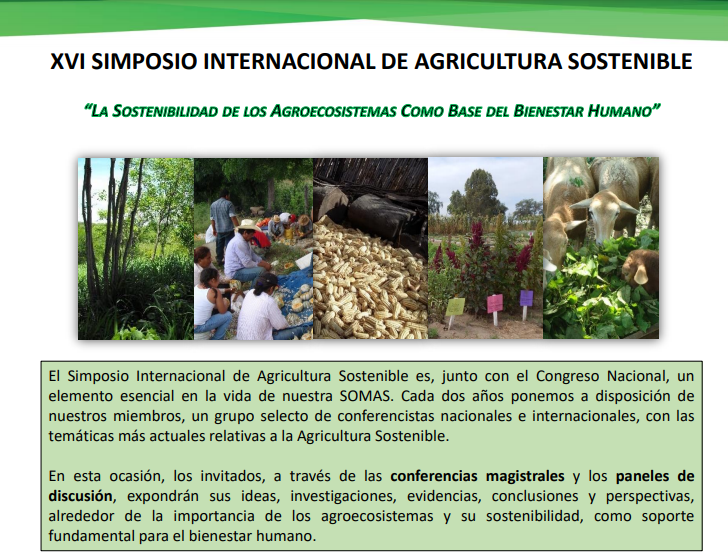 XVI SIMPOSIO INTERNACIONAL DE AGRICULTURA SOSTENIBLE
“LA SOSTENIBILIDAD DE LOS AGROECOSISTEMAS COMO BASE DEL BIENESTAR HUMANO”
El Simposio Internacional de Agricultura Sostenible es, junto con el Congreso Nacional, un
elemento esencial en la vida de nuestra SOMAS. Cada dos años ponemos a disposición de
nuestros miembros, un grupo selecto de conferencistas nacionales e internacionales, con las
temáticas más actuales relativas a la Agricultura Sostenible.
En esta ocasión, los invitados, a través de las conferencias magistrales y los paneles de
discusión, expondrán sus ideas, investigaciones, evidencias, conclusiones y perspectivas,
alrededor de la importancia de los agroecosistemas y su sostenibilidad, como soporte
fundamental para el bienestar humano.